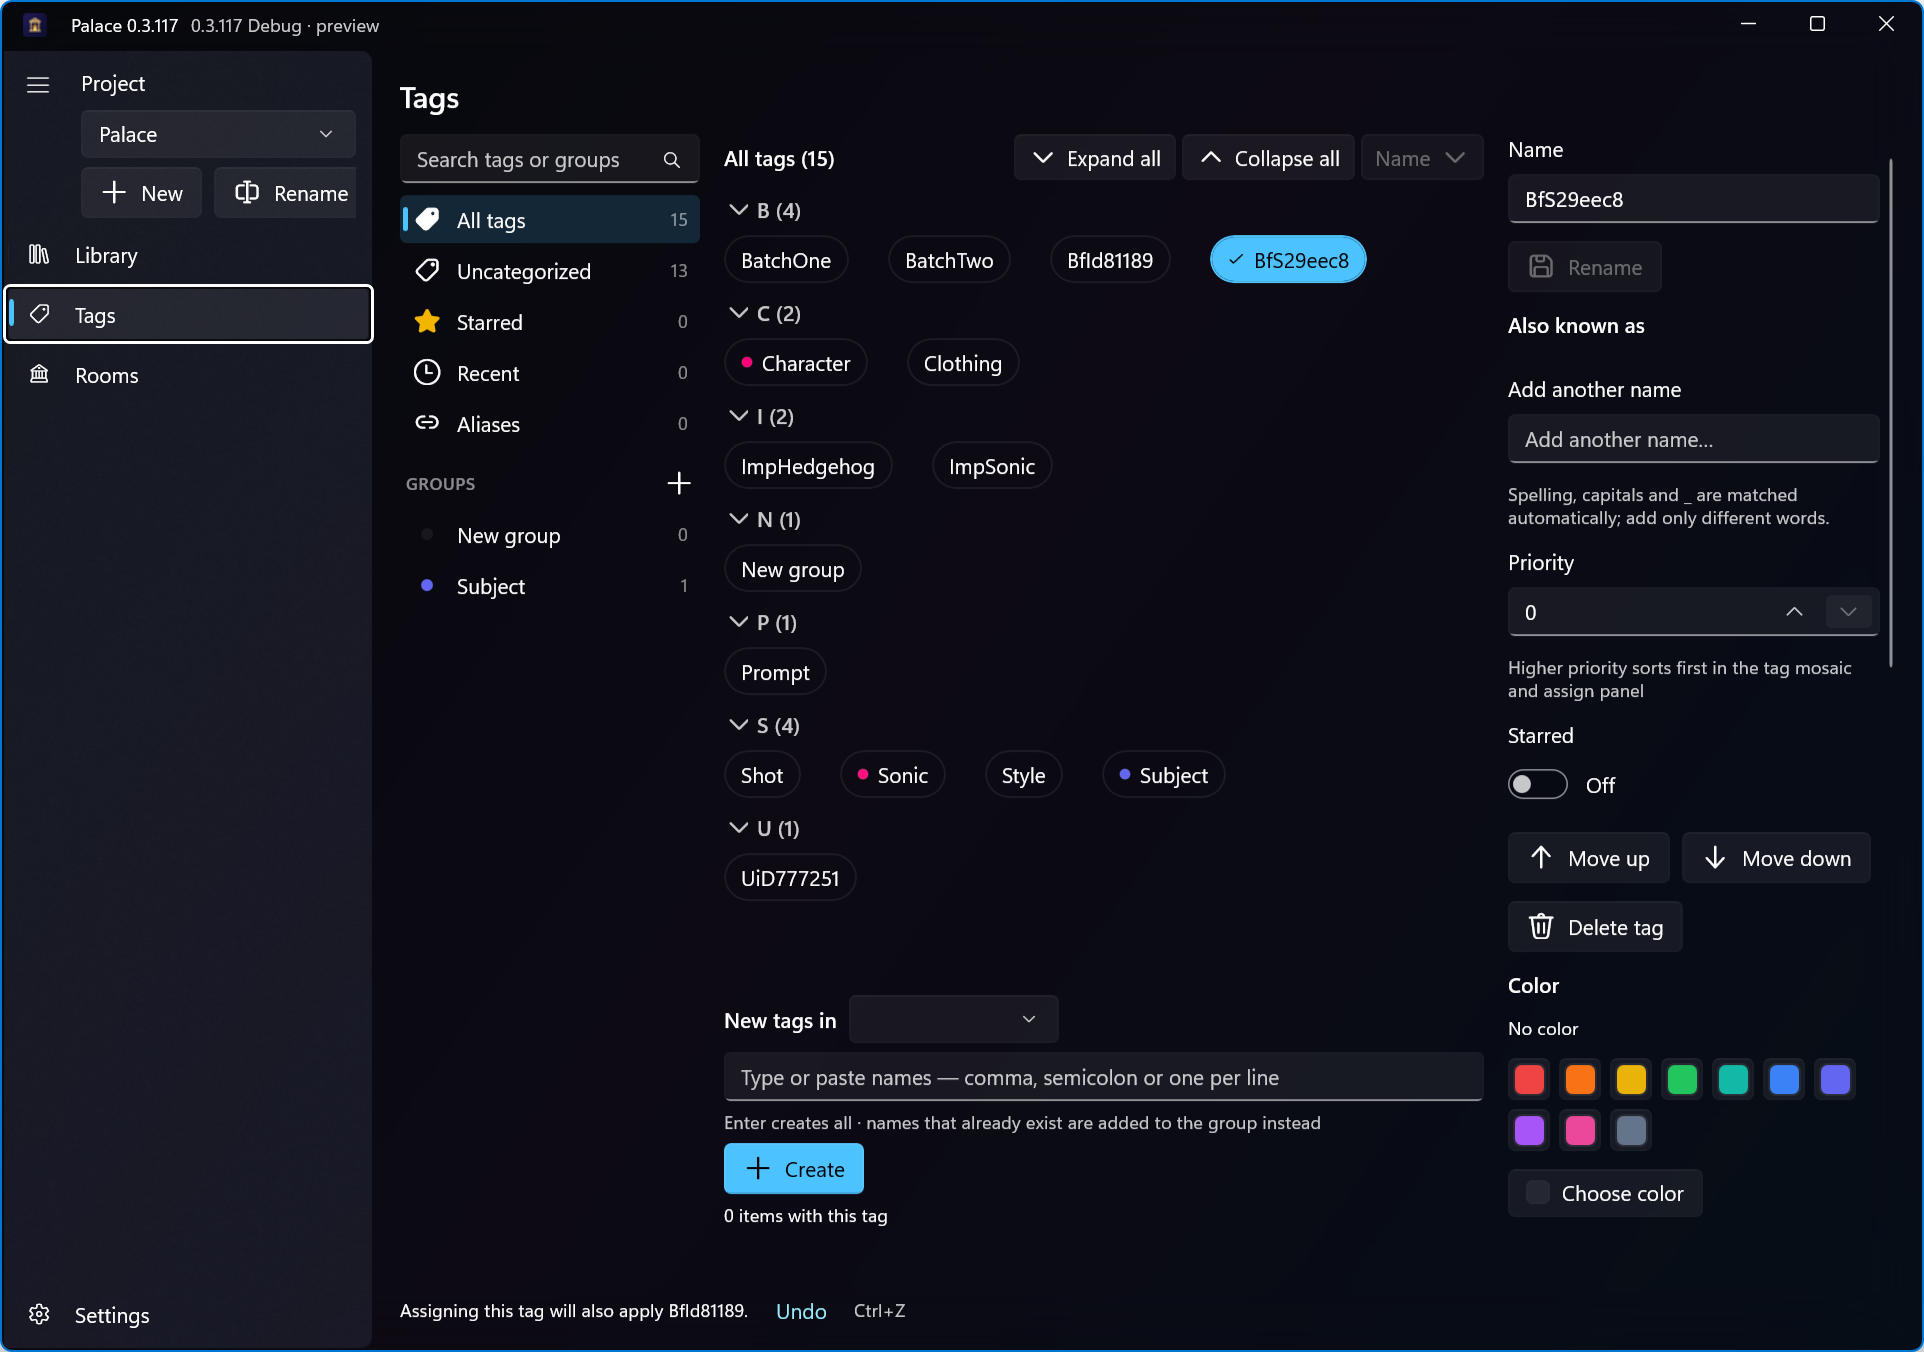 Palace 0.3.117 0.3.117 Debug · preview
Project
Palace
New
Rename
Library
Tags
Rooms
Settings
Tags
Search tags or groups
All tags 15
Uncategorized 13
Starred 0
Recent 0
Aliases 0
GROUPS
New group 0
Subject 1
All tags (15)
Expand all
Collapse all
Name
B (4)
BatchOne BatchTwo Bfld81189 BfS29eec8
C (2)
Character Clothing
I (2)
ImpHedgehog ImpSonic
N (1)
New group
P (1)
Prompt
S (4)
Shot Sonic Style Subject
U (1)
UiD777251
New tags in
Type or paste names — comma, semicolon or one per line
Enter creates all · names that already exist are added to the group instead
Create
0 items with this tag
Assigning this tag will also apply Bfld81189. Undo Ctrl+Z
Name
BfS29eec8
Rename
Also known as
Add another name
Add another name...
Spelling, capitals and _ are matched
automatically; add only different words.
Priority
0
Higher priority sorts first in the tag mosaic
and assign panel
Starred
Off
Move up
Move down
Delete tag
Color
No color
Choose color